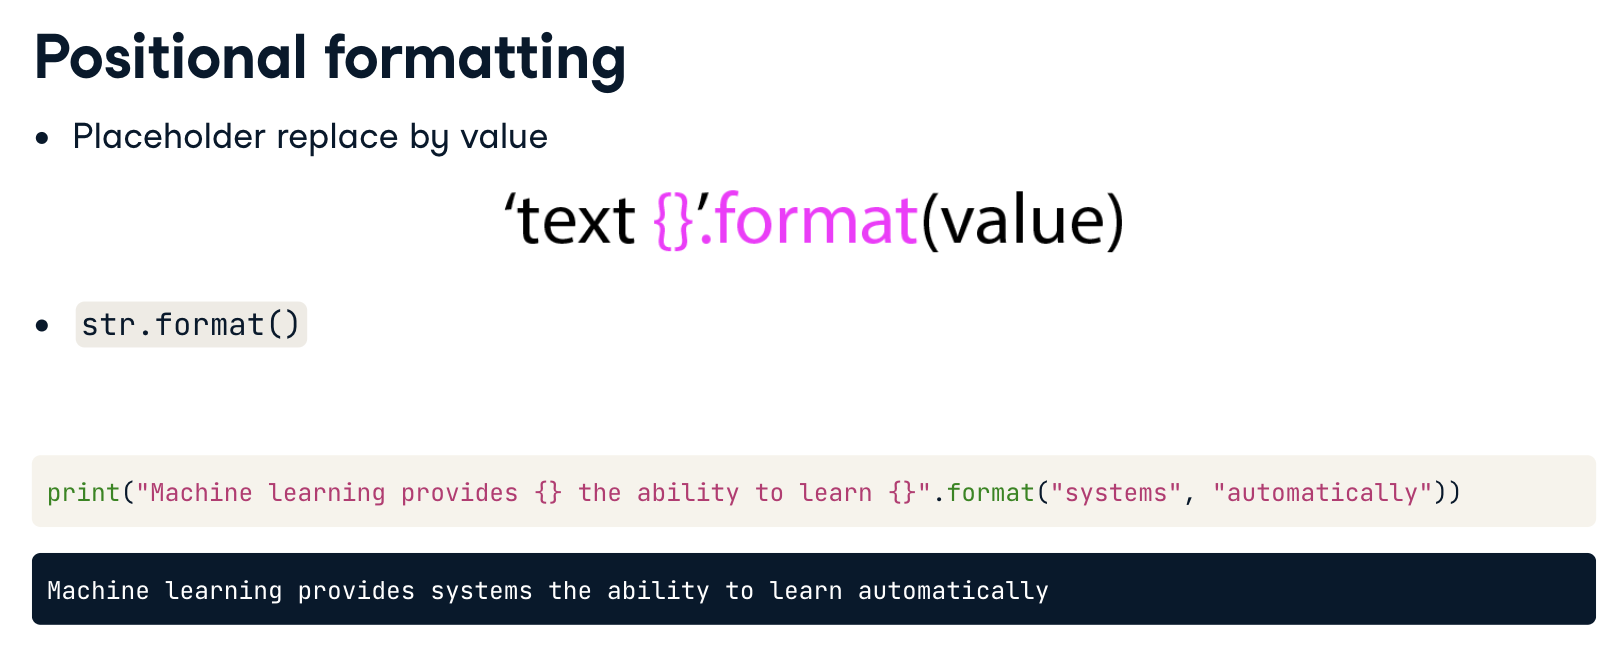 Positional formatting
• Placeholder replace by value
‘text {}’.format(value)
• str.format()
print("Machine learning provides {} the ability to learn {}".format("systems", "automatically"))
Machine learning provides systems the ability to learn automatically